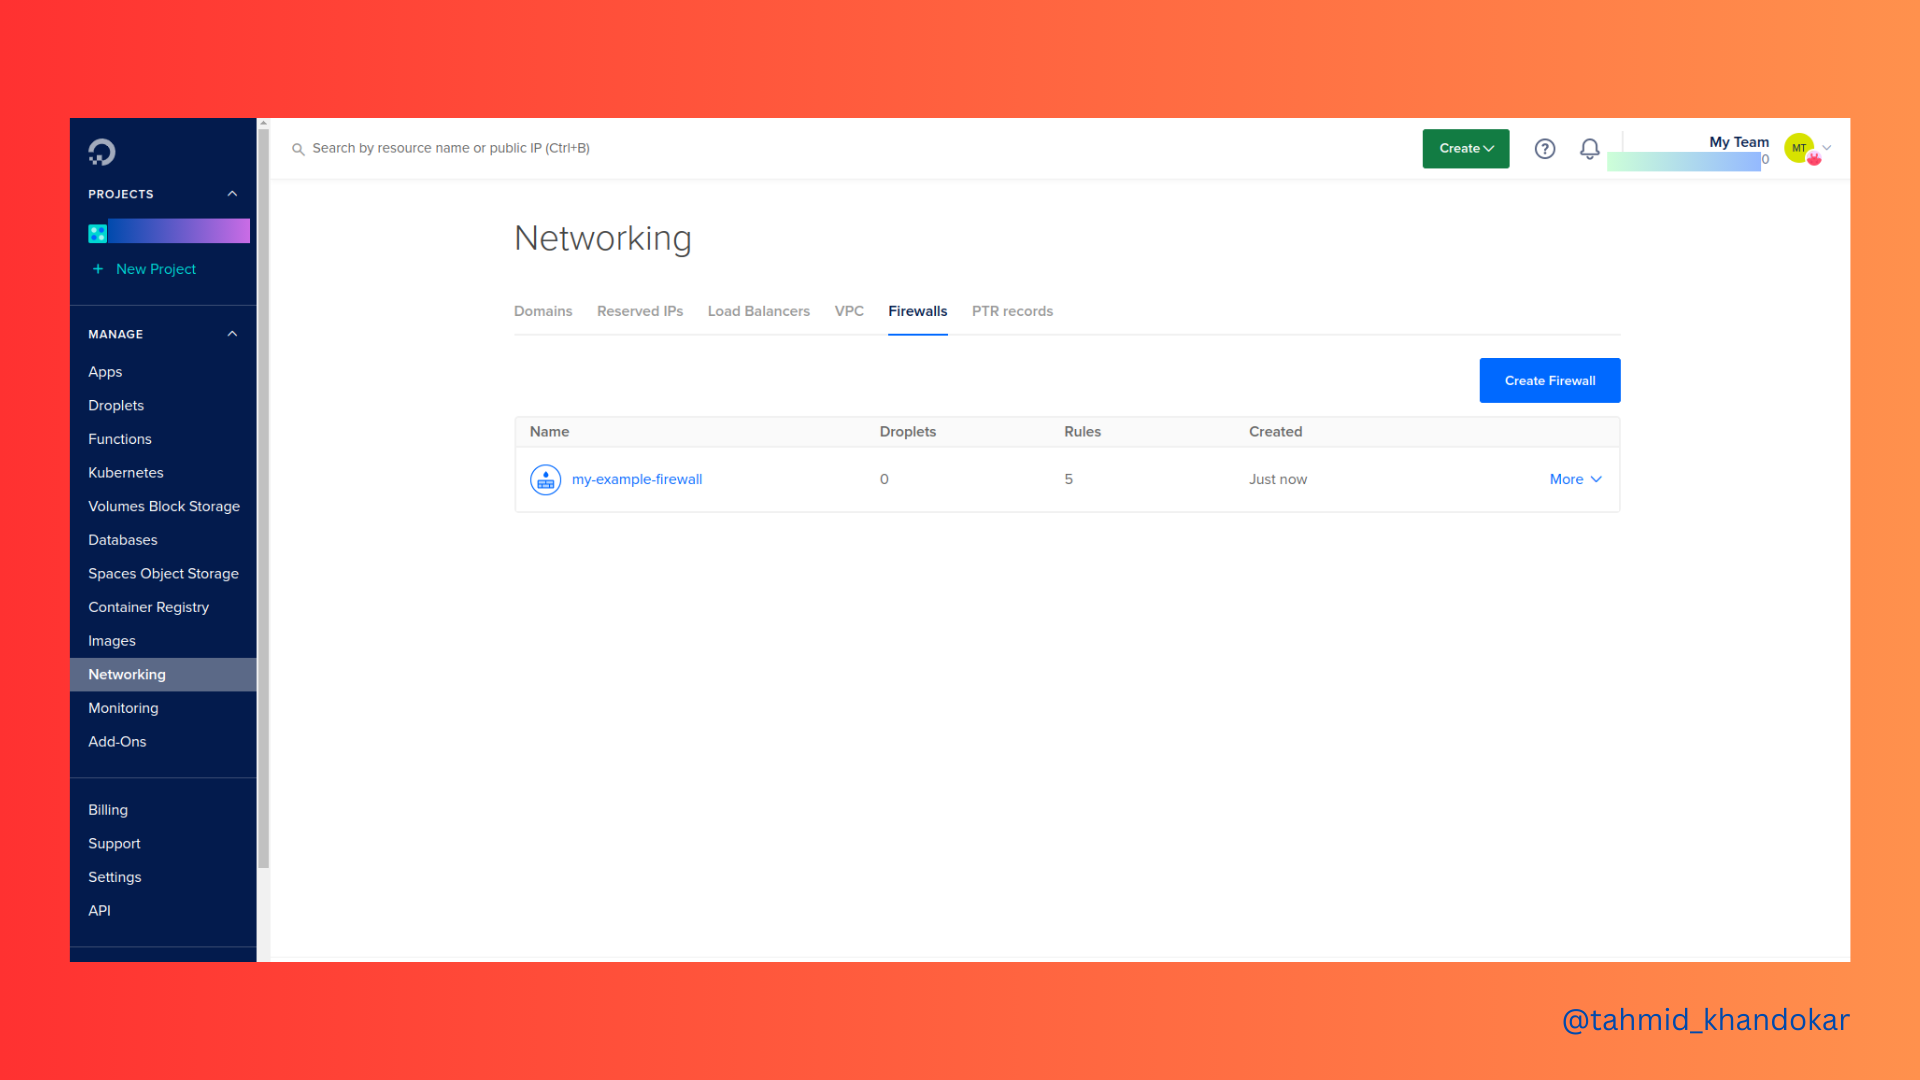 Search by resource name or public IP (Ctrl+B)
Create
My Team
0
MT
PROJECTS
+ New Project
MANAGE
Apps
Droplets
Functions
Kubernetes
Volumes Block Storage
Databases
Spaces Object Storage
Container Registry
Images
Networking
Monitoring
Add-Ons
Billing
Support
Settings
API
Networking
Domains Reserved IPs Load Balancers VPC Firewalls PTR records
Create Firewall
Name Droplets Rules Created
my-example-firewall 0 5 Just now More
@tahmid_khandokar